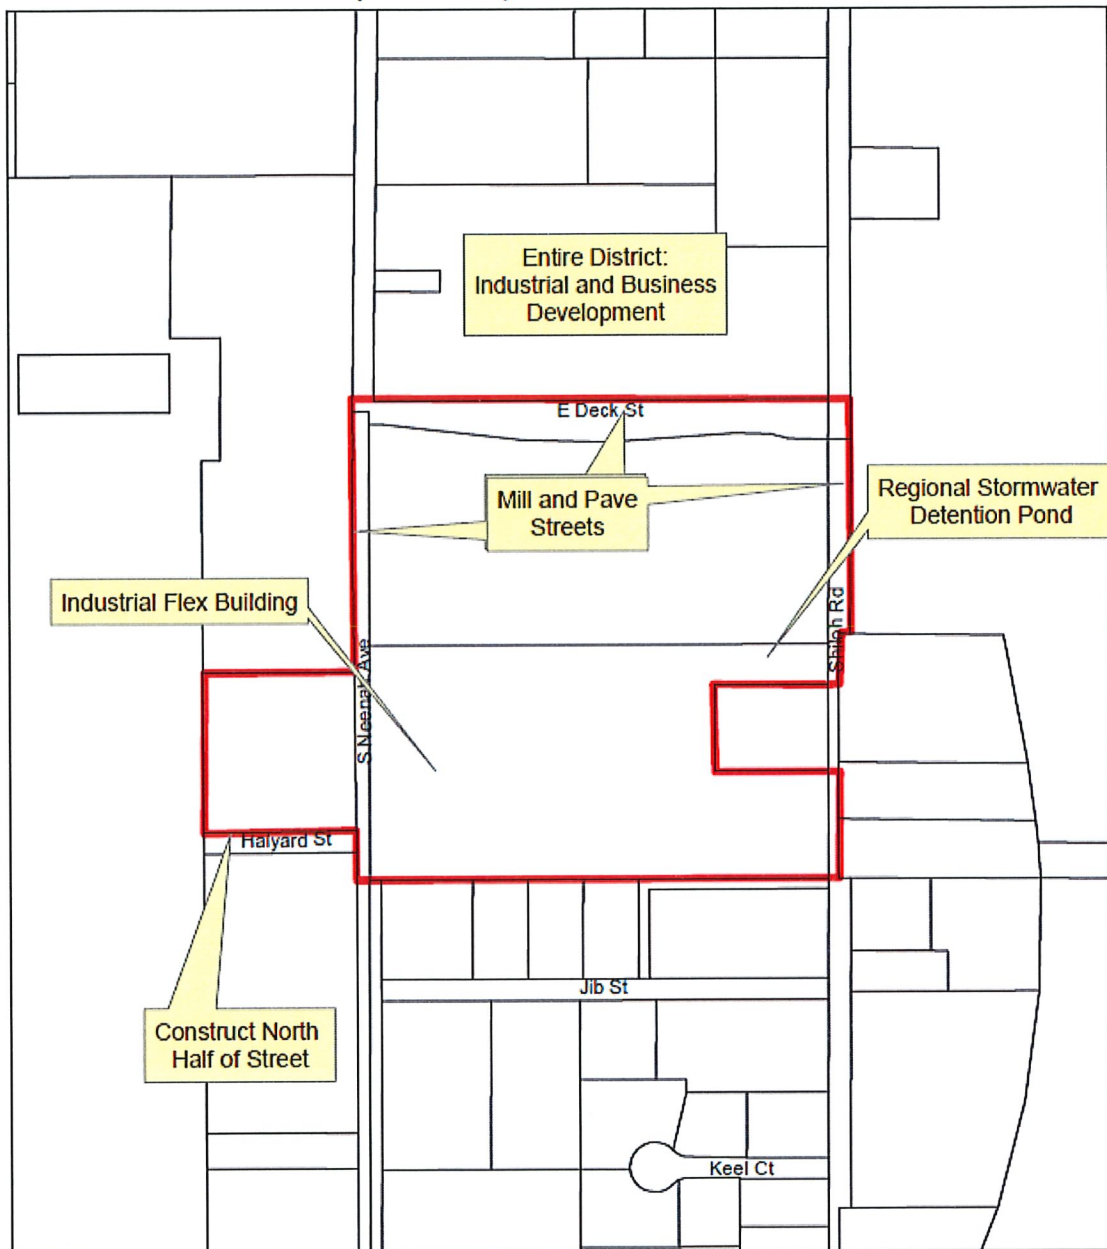 Entire District:
Industrial and Business
Development
E Deck St
Mill and Pave
Streets
Regional Stormwater
Detention Pond
Industrial Flex Building
Shiloh Rd
S Neenah Ave
Halyard St
Jib St
Construct North
Half of Street
Keel Ct